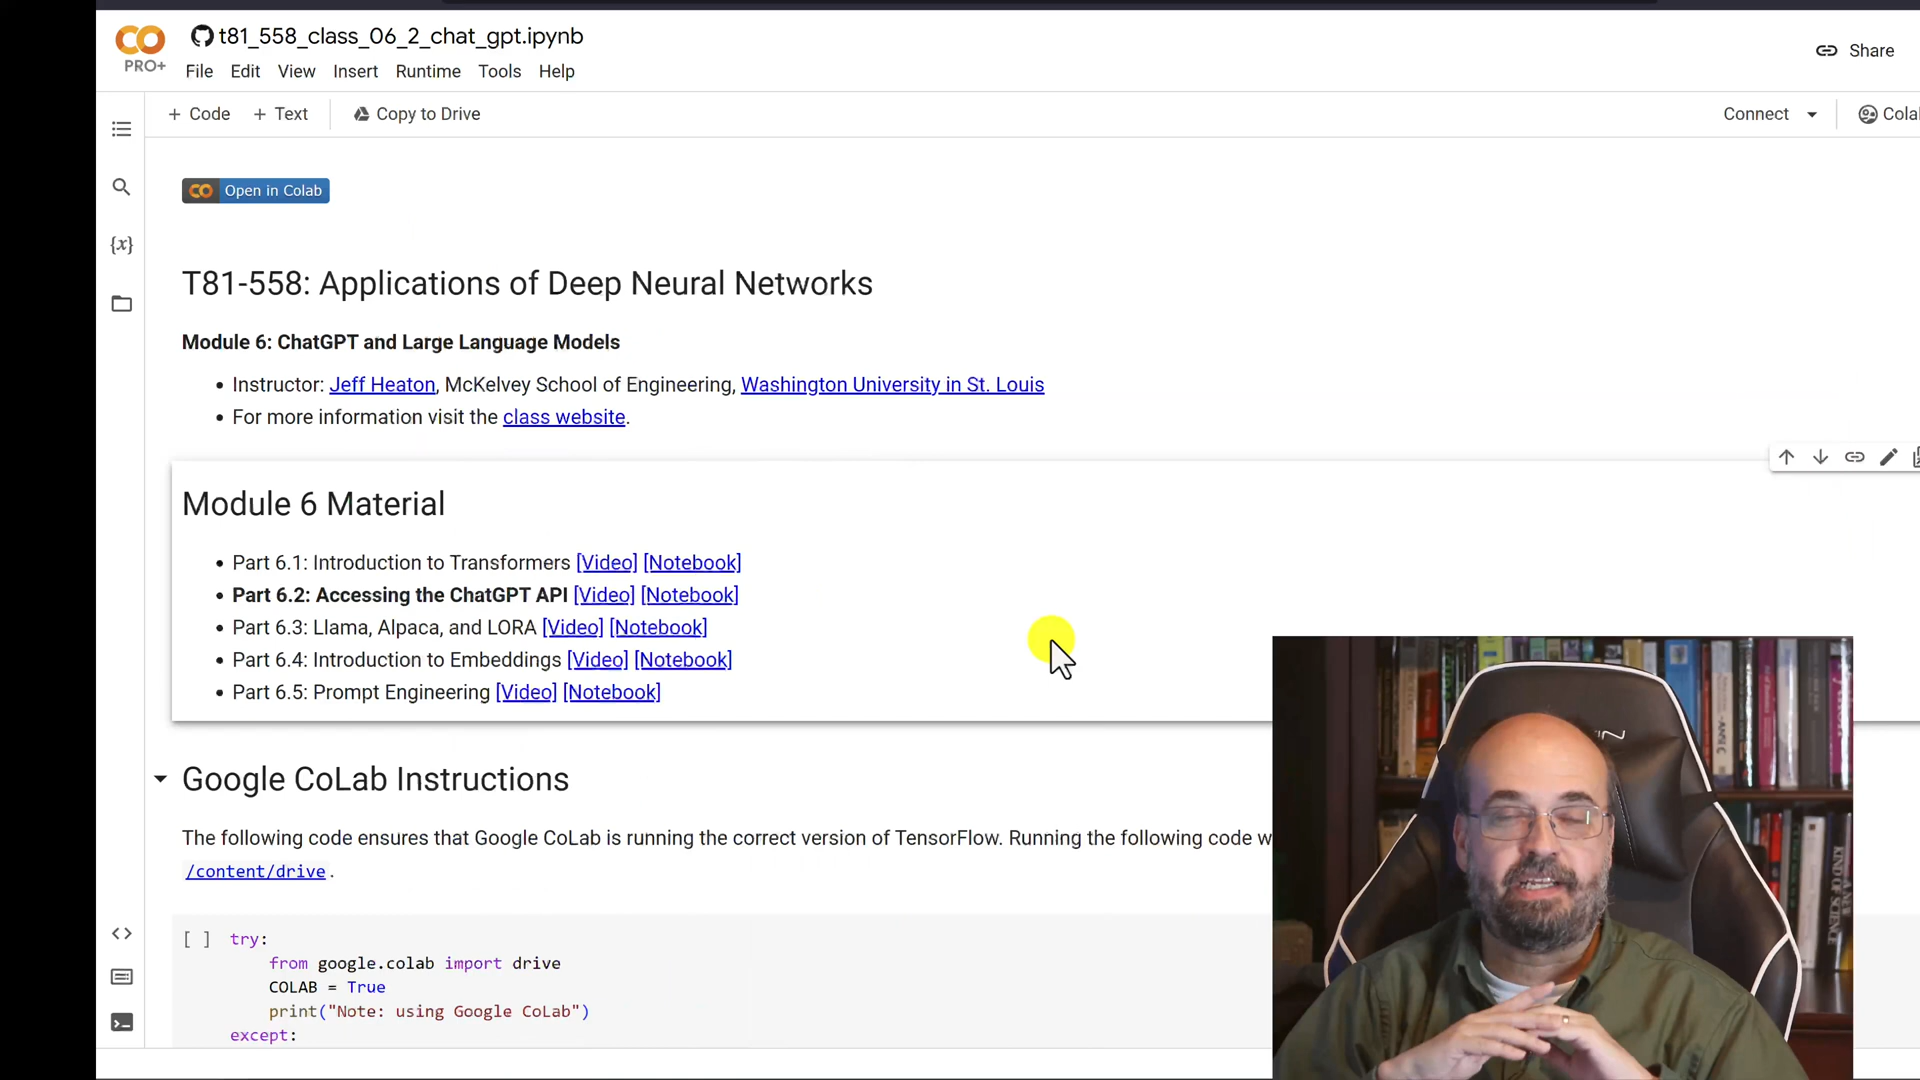 CO PRO+
t81_558_class_06_2_chat_gpt.ipynb
File Edit View Insert Runtime Tools Help
Share
+ Code + Text Copy to Drive
Connect
{x}
Open in Colab
T81-558: Applications of Deep Neural Networks
Module 6: ChatGPT and Large Language Models
• Instructor: Jeff Heaton, McKelvey School of Engineering, Washington University in St. Louis
• For more information visit the class website.
Module 6 Material
• Part 6.1: Introduction to Transformers [Video] [Notebook]
• Part 6.2: Accessing the ChatGPT API [Video] [Notebook]
• Part 6.3: Llama, Alpaca, and LORA [Video] [Notebook]
• Part 6.4: Introduction to Embeddings [Video] [Notebook]
• Part 6.5: Prompt Engineering [Video] [Notebook]
Google CoLab Instructions
The following code ensures that Google CoLab is running the correct version of TensorFlow. Running the following code
/content/drive .
[ ] try:
from google.colab import drive
COLAB = True
print("Note: using Google CoLab")
except:
A NEW
KIND OF SCIENCE